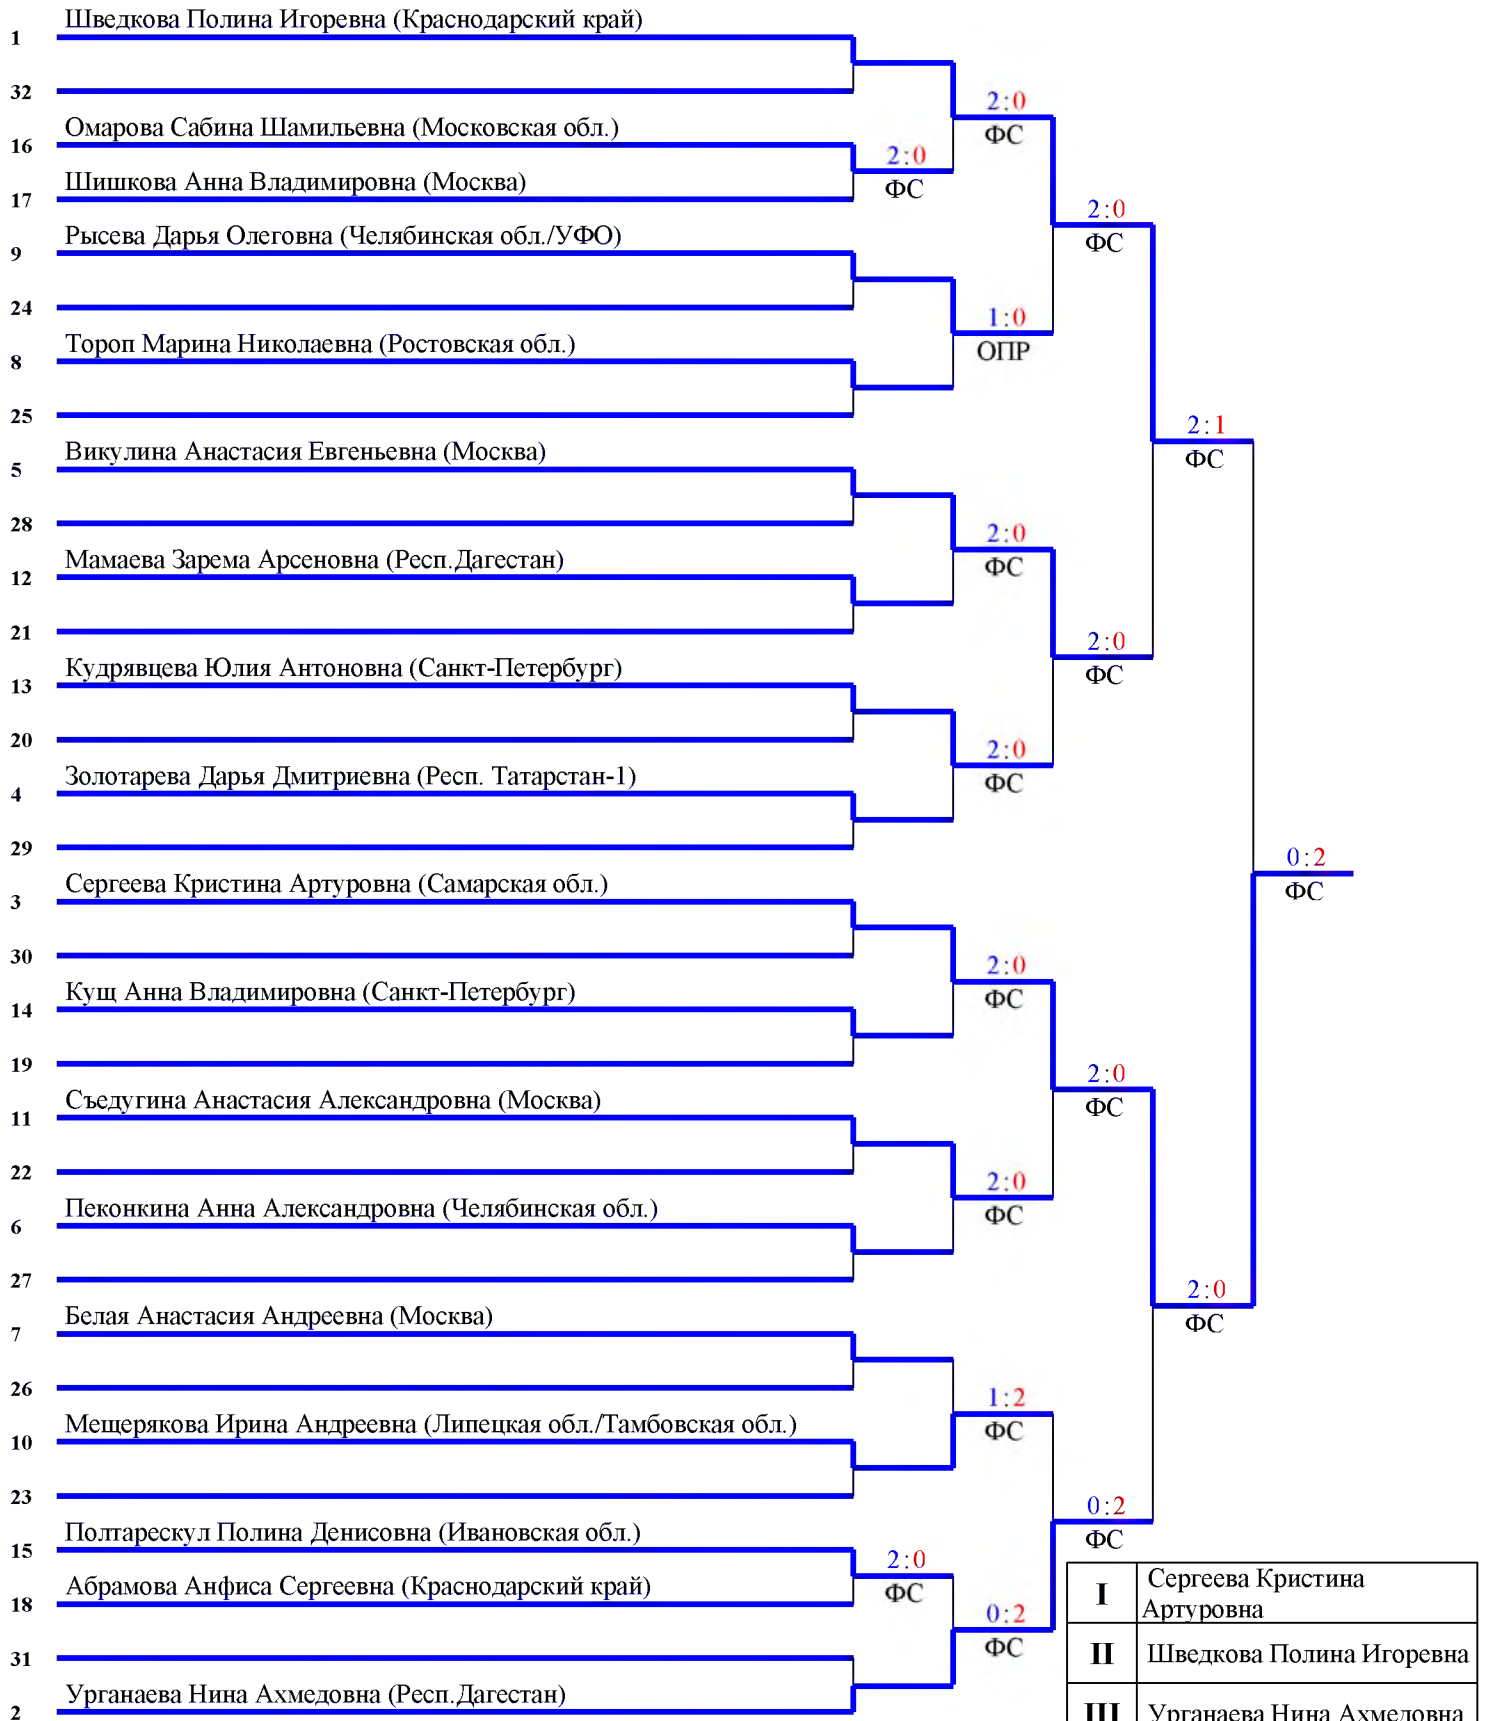 Шведкова Полина Игоревна (Краснодарский край)
1
32
2:0
ФС
Омарова Сабина Шамильевна (Московская обл.)
16
2:0
ФС
Шишкова Анна Владимировна (Москва)
17
2:0
ФС
Рысева Дарья Олеговна (Челябинская обл./УФО)
9
24
1:0
ОПР
Тороп Марина Николаевна (Ростовская обл.)
8
25
2:1
ФС
Викулина Анастасия Евгеньевна (Москва)
5
28
2:0
ФС
Мамаева Зарема Арсеновна (Респ.Дагестан)
12
21
2:0
ФС
Кудрявцева Юлия Антоновна (Санкт-Петербург)
13
20
2:0
ФС
Золотарева Дарья Дмитриевна (Респ. Татарстан-1)
4
29
0:2
ФС
Сергеева Кристина Артуровна (Самарская обл.)
3
30
2:0
ФС
Кущ Анна Владимировна (Санкт-Петербург)
14
19
2:0
ФС
Съедугина Анастасия Александровна (Москва)
11
22
2:0
ФС
Пеконкина Анна Александровна (Челябинская обл.)
6
27
2:0
ФС
Белая Анастасия Андреевна (Москва)
7
26
1:2
ФС
Мещерякова Ирина Андреевна (Липецкая обл./Тамбовская обл.)
10
23
0:2
ФС
Полтарескул Полина Денисовна (Ивановская обл.)
15
2:0
ФС
Абрамова Анфиса Сергеевна (Краснодарский край)
18
0:2
ФС
31
Урганаева Нина Ахмедовна (Респ.Дагестан)
2
I Сергеева Кристина
Артуровна
II Шведкова Полина Игоревна
III Урганаева Нина Ахмедовна